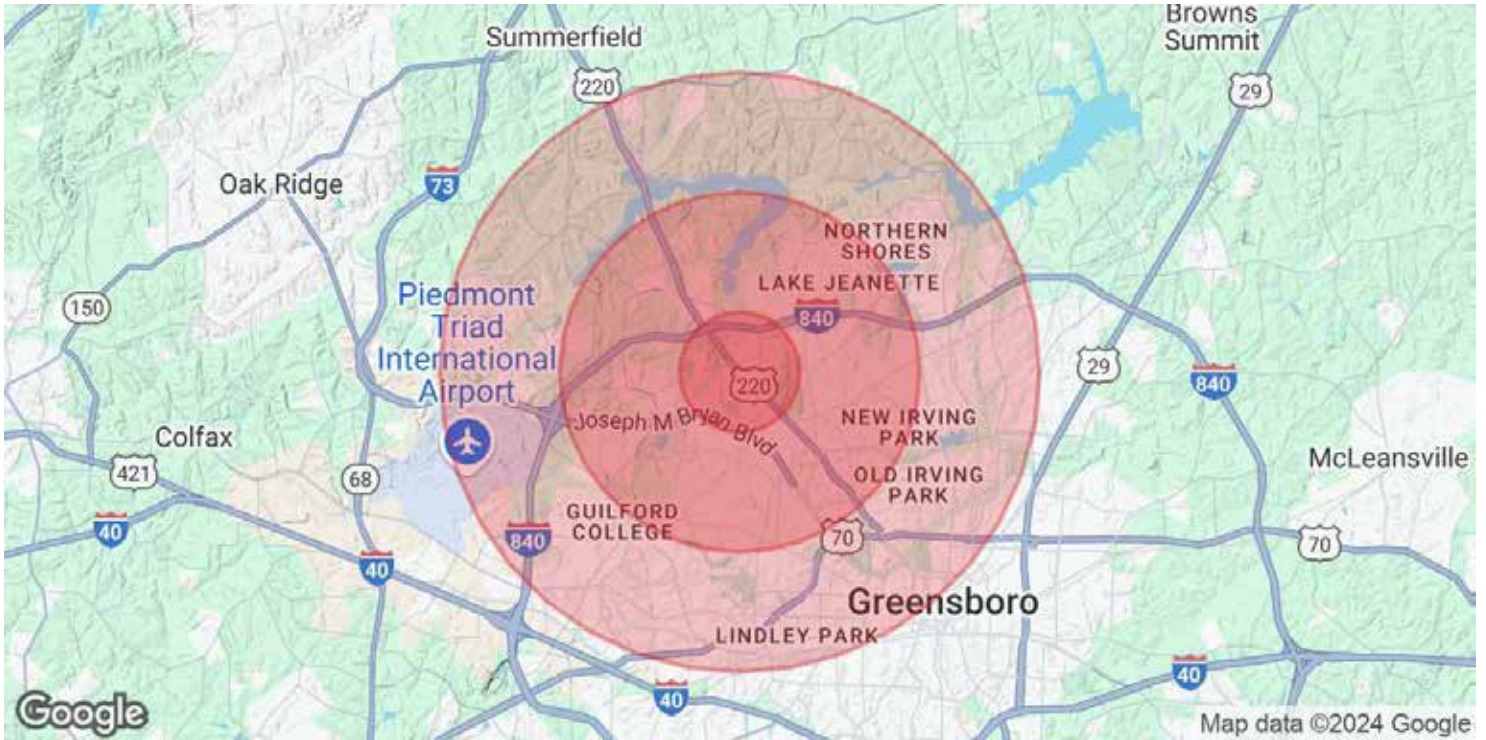 Browns
Summit
Summerfield
220
29
Oak Ridge
73
NORTHERN
SHORES
LAKE JEANETTE
150
Piedmont
Triad
International
Airport
840
29
840
220
Joseph M Bryan Blvd
NEW IRVING
PARK
Colfax
421
68
OLD IRVING
PARK
McLeansville
GUILFORD
COLLEGE
40
840
70
70
40
Greensboro
LINDLEY PARK
40
40
Google
Map data ©2024 Google